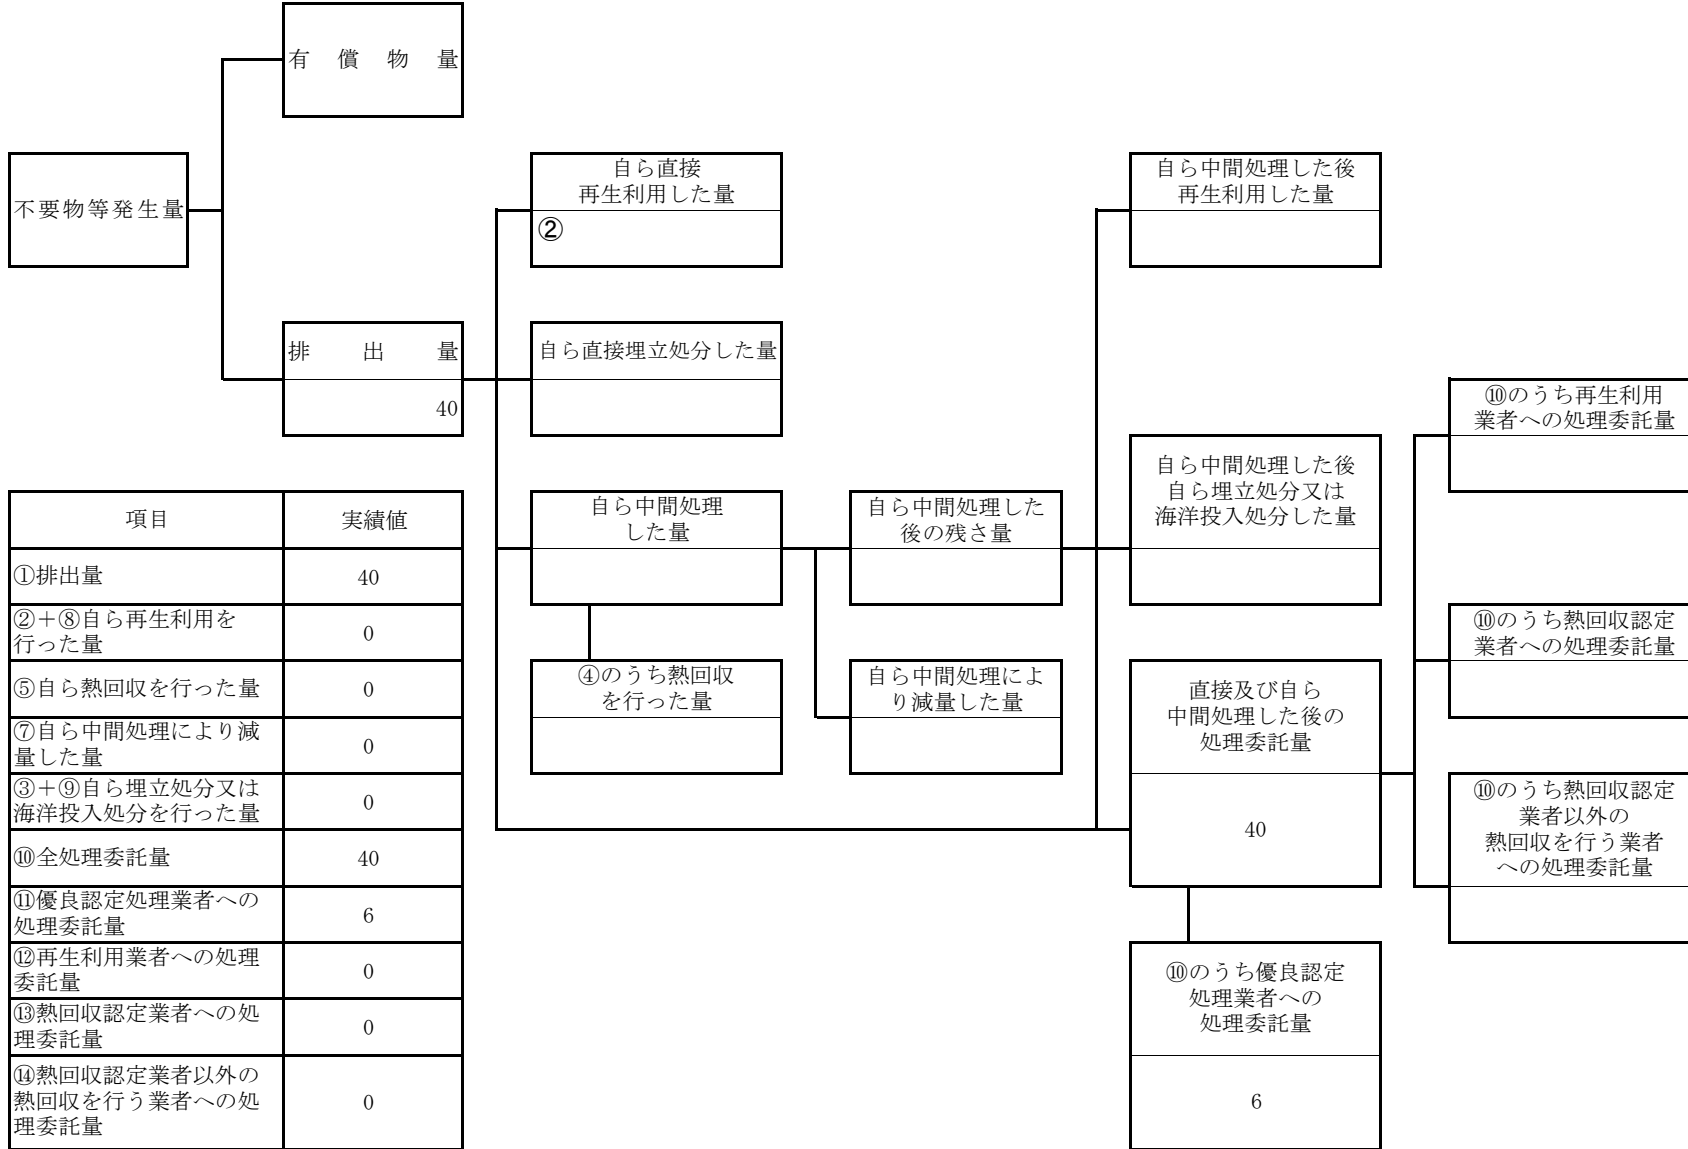 有償物量
不要物等発生量
自ら直接
再生利用した量
②
自ら中間処理した後
再生利用した量
排出量
40
自ら直接埋立処分した量
⑩のうち再生利用
業者への処理委託量
自ら中間処理した後
自ら埋立処分又は
海洋投入処分した量
自ら中間処理
した量
自ら中間処理した
後の残さ量
⑩のうち熱回収認定
業者への処理委託量
④のうち熱回収
を行った量
自ら中間処理によ
り減量した量
直接及び自ら
中間処理した後の
処理委託量
40
⑩のうち熱回収認定
業者以外の
熱回収を行う業者
への処理委託量
⑩のうち優良認定
処理業者への
処理委託量
6
項目 実績値
①排出量 40
②+⑧自ら再生利用を
行った量 0
⑤自ら熱回収を行った量 0
⑦自ら中間処理により減
量した量 0
③+⑨自ら埋立処分又は
海洋投入処分を行った量 0
⑩全処理委託量 40
⑪優良認定処理業者への
処理委託量 6
⑫再生利用業者への処理
委託量 0
⑬熱回収認定業者への処
理委託量 0
⑭熱回収認定業者以外の
熱回収を行う業者への処
理委託量 0